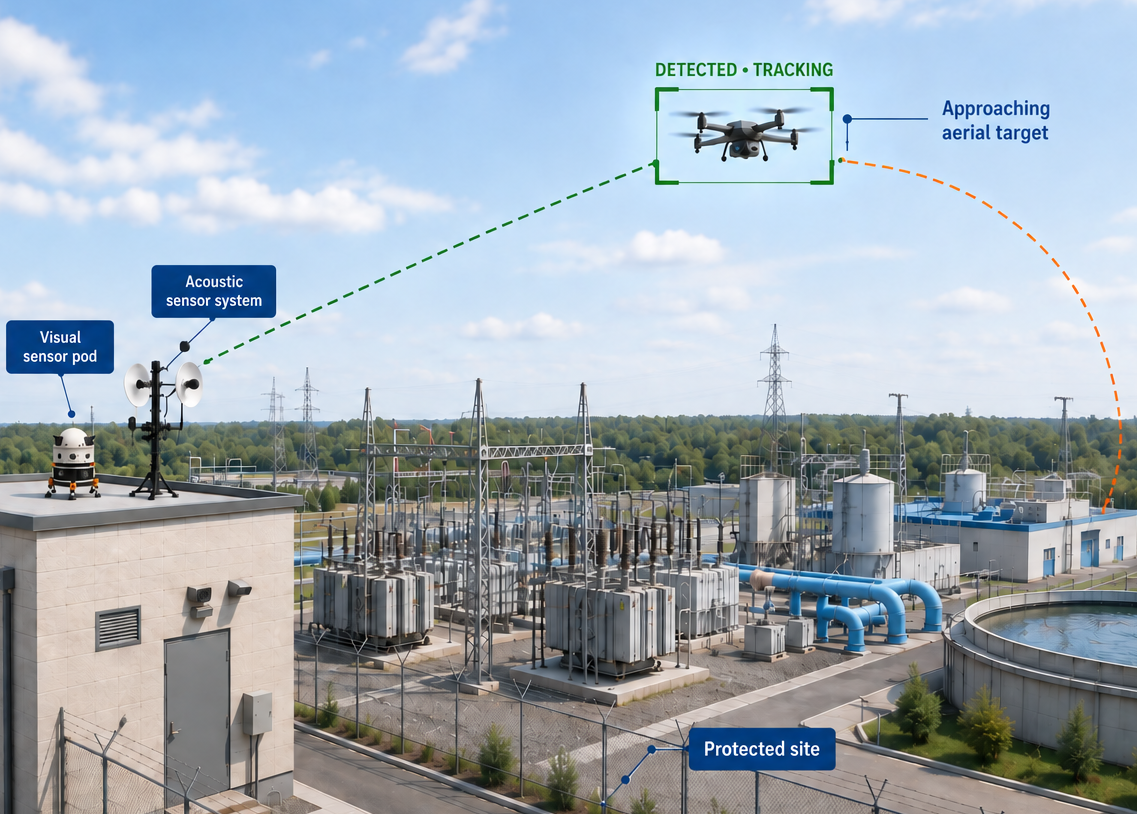 DETECTED • TRACKING
Approaching
aerial target
Acoustic
sensor system
Visual
sensor pod
Protected site